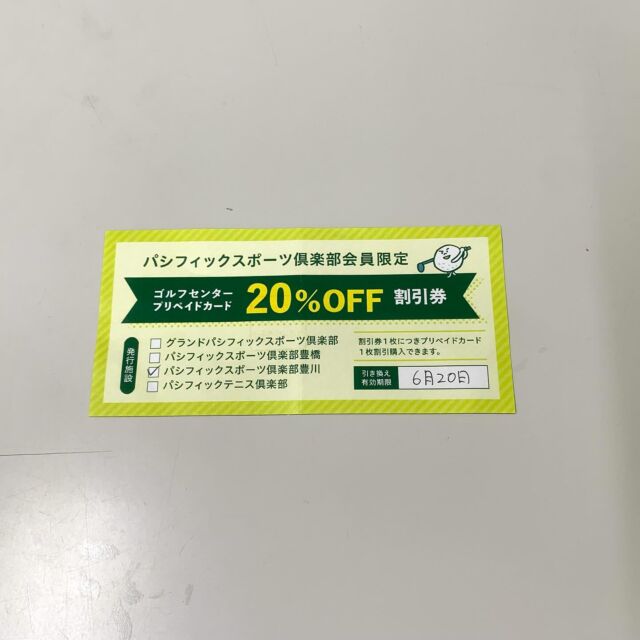 パシフィックスポーツ倶楽部会員限定
ゴルフセンター
プリペイドカード
20%OFF 割引券
発行施設
グランドパシフィックスポーツ倶楽部
パシフィックスポーツ倶楽部豊橋
パシフィックスポーツ倶楽部豊川
パシフィックテニス倶楽部
割引券1枚につきプリペイドカード
1枚割引購入できます。
引き換え
有効期限
6月20日